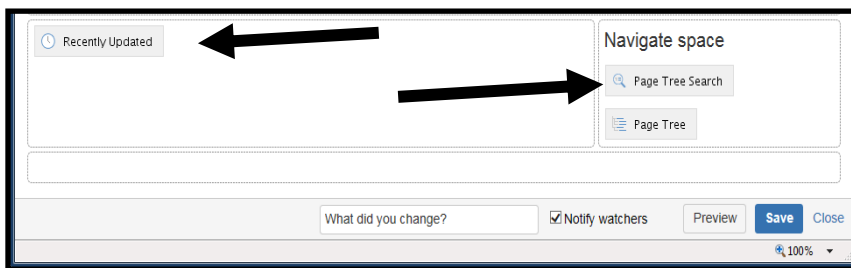 Recently Updated
Navigate space
Page Tree Search
Page Tree
What did you change?
Notify watchers
Preview
Save
Close
100%